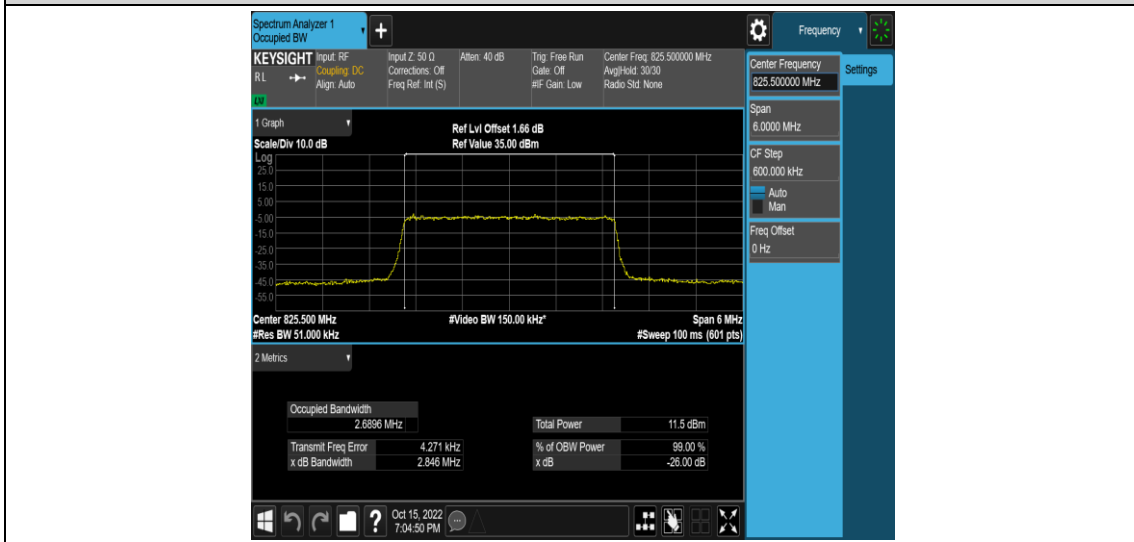 Spectrum Analyzer 1
Occupied BW
+
Frequency
KEYSIGHT
RL
Input: RF
Coupling: DC
Align: Auto
Input Z: 50 Ω
Corrections: Off
Freq Ref: Int (S)
Atten: 40 dB
Trig: Free Run
Gate: Off
#IF Gain: Low
Center Freq: 825.500000 MHz
Avg|Hold: 30/30
Radio Std: None
Center Frequency
825.500000 MHz
Settings
Span
6.0000 MHz
CF Step
600.000 kHz
Auto
Man
Freq Offset
0 Hz
1 Graph
Ref Lvl Offset 1.66 dB
Scale/Div 10.0 dB
Ref Value 35.00 dBm
Log
25.0
15.0
5.00
-5.00
-15.0
-25.0
-35.0
-45.0
-55.0
Center 825.500 MHz
#Video BW 150.00 kHz*
Span 6 MHz
#Res BW 51.000 kHz
#Sweep 100 ms (601 pts)
2 Metrics
Occupied Bandwidth
2.6896 MHz
Total Power 11.5 dBm
Transmit Freq Error 4.271 kHz
% of OBW Power 99.00 %
x dB Bandwidth 2.846 MHz
x dB -26.00 dB
?
Oct 15, 2022
7:04:50 PM